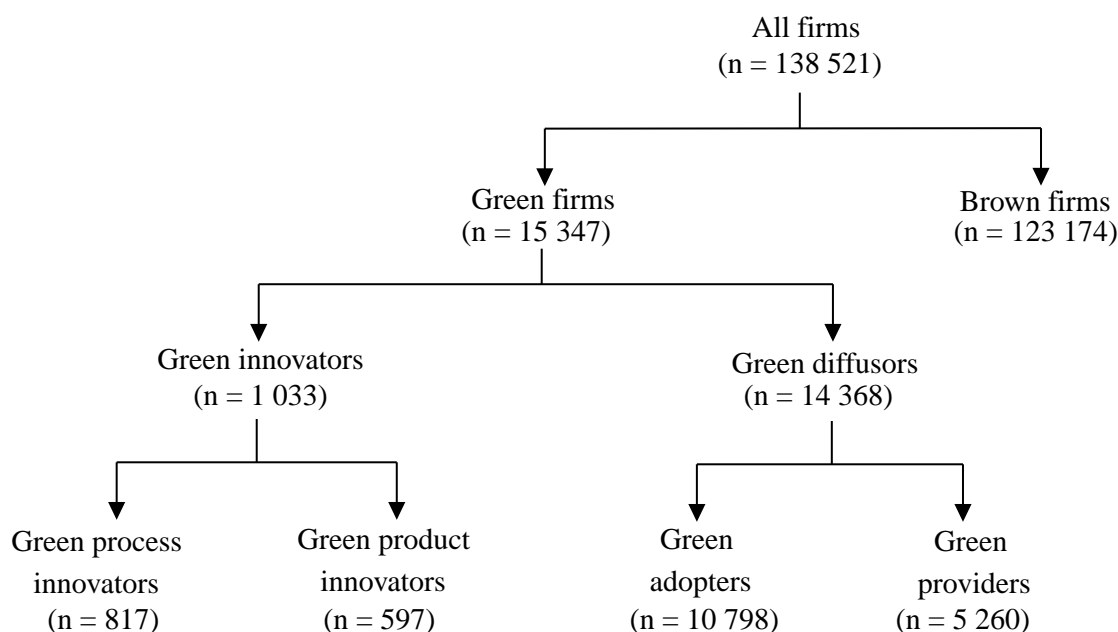 All firms
(n = 138 521)
Green firms
(n = 15 347)
Brown firms
(n = 123 174)
Green innovators
(n = 1 033)
Green diffusors
(n = 14 368)
Green process
innovators
(n = 817)
Green product
innovators
(n = 597)
Green
adopters
(n = 10 798)
Green
providers
(n = 5 260)